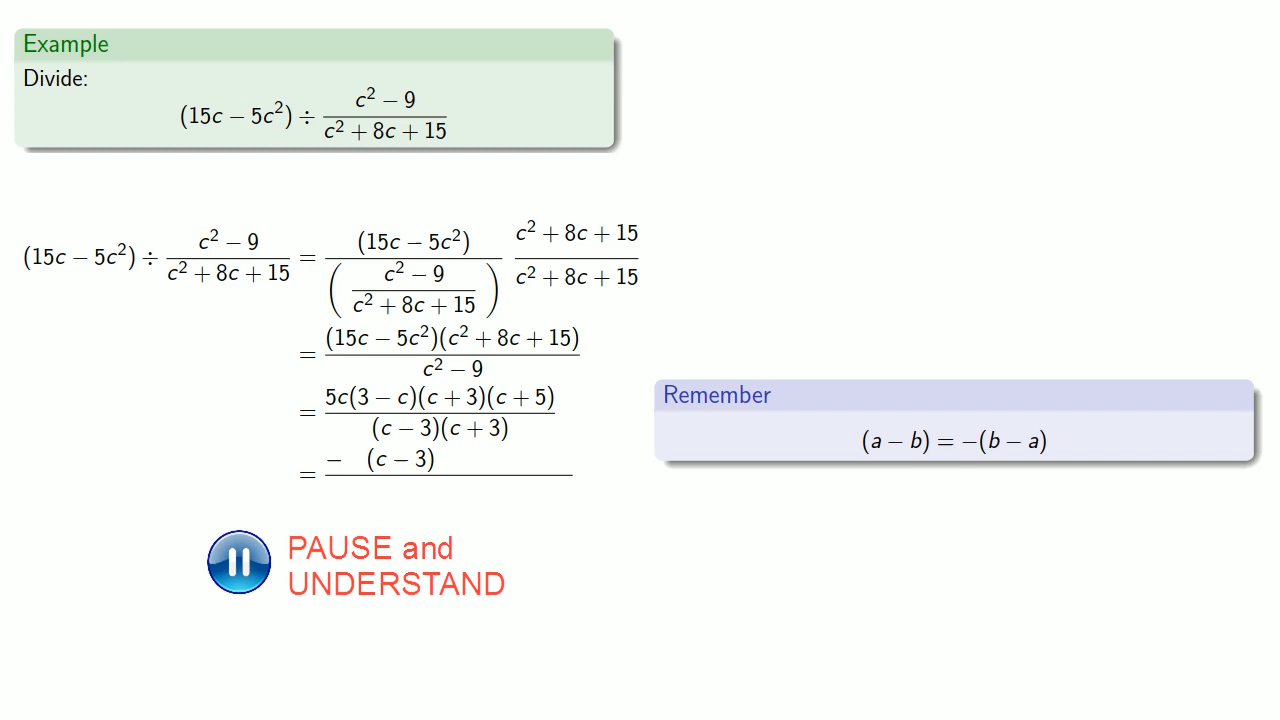 Example
Divide:
(15c − 5c²) ÷ (c² − 9)/(c² + 8c + 15)
(15c − 5c²) ÷ (c² − 9)/(c² + 8c + 15) = (15c − 5c²)/((c² − 9)/(c² + 8c + 15)) (c² + 8c + 15)/(c² + 8c + 15)
= (15c − 5c²)(c² + 8c + 15)/(c² − 9)
= 5c(3 − c)(c + 3)(c + 5)/((c − 3)(c + 3))
= − (c − 3)/
Remember
(a − b) = −(b − a)
PAUSE and
UNDERSTAND